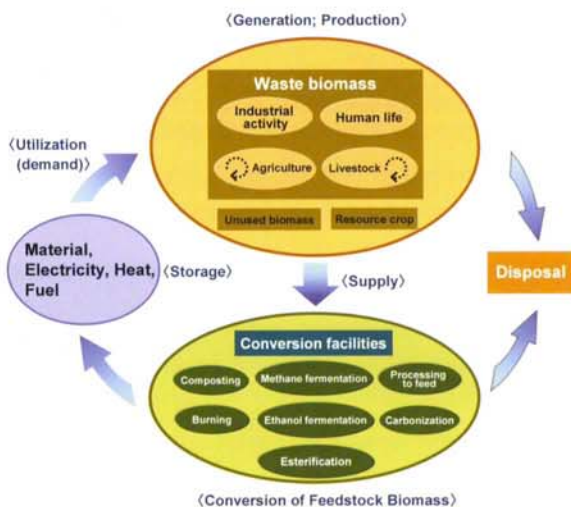 〈Generation; Production〉
Waste biomass
Industrial
activity
Human life
Agriculture
Livestock
Unused biomass
Resource crop
〈Utilization
(demand)〉
Material,
Electricity, Heat,
Fuel
〈Storage〉
〈Supply〉
Disposal
Conversion facilities
Composting
Methane fermentation
Processing
to feed
Burning
Ethanol fermentation
Carbonization
Esterification
〈Conversion of Feedstock Biomass〉